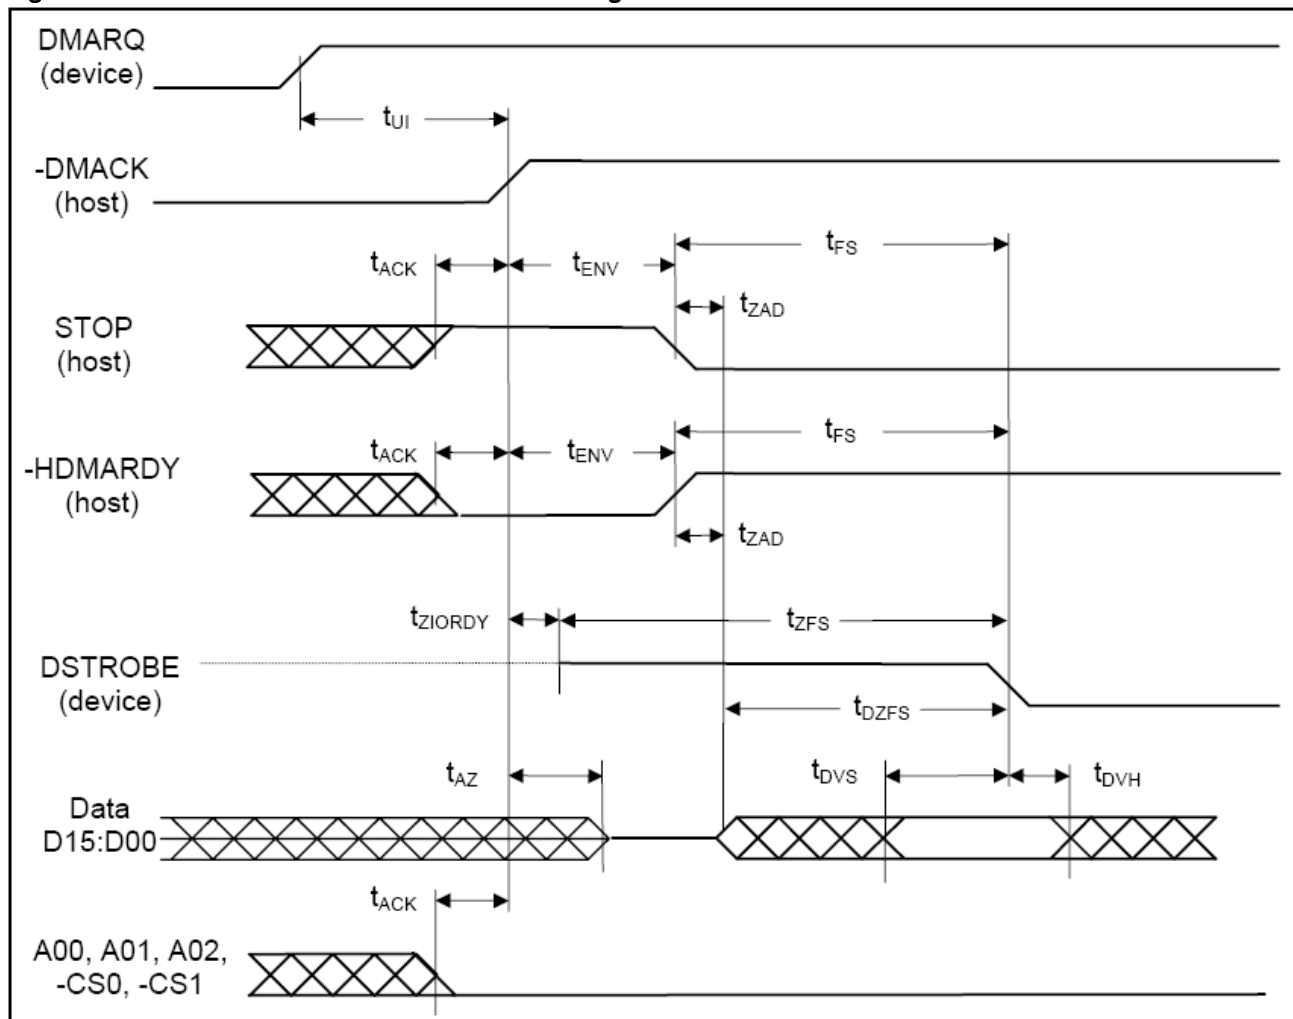 DMARQ
(device)
tUI
-DMACK
(host)
tFS
tACK
tENV
tZAD
STOP
(host)
tFS
tACK
tENV
-HDMARDY
(host)
tZAD
tZIORDY
tZFS
DSTROBE
(device)
tDZFS
tAZ
tDVS
tDVH
Data
D15:D00
tACK
A00, A01, A02,
-CS0, -CS1